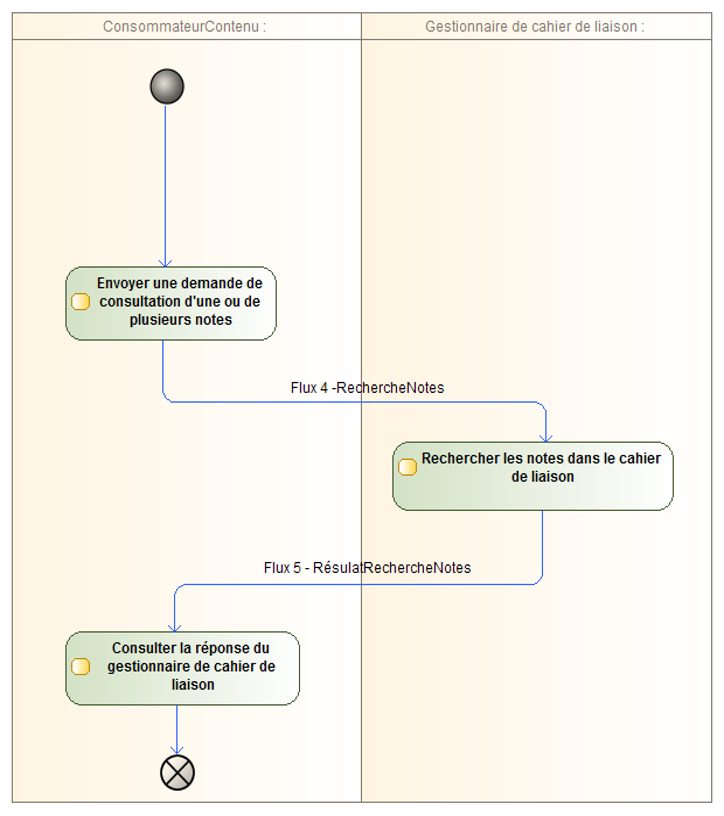 ConsommateurContenu :
Gestionnaire de cahier de liaison :
Envoyer une demande de
consultation d'une ou de
plusieurs notes
Flux 4 -RechercheNotes
Rechercher les notes dans le cahier
de liaison
Flux 5 - RésulatRechercheNotes
Consulter la réponse du
gestionnaire de cahier de
liaison